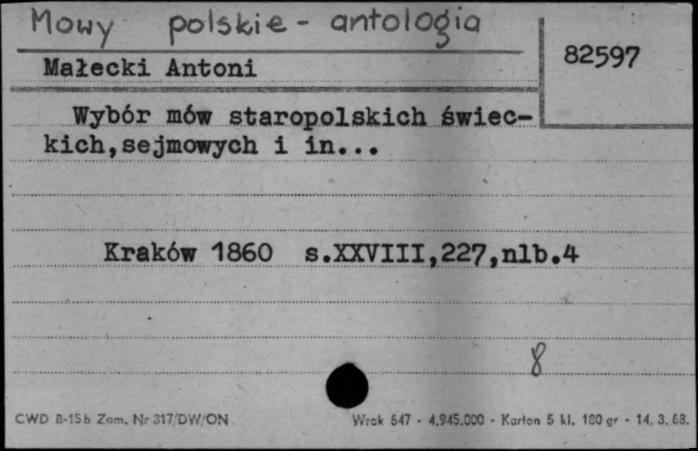 Mowy polskie - antologia
82597
Małecki Antoni
Wybór mów staropolskich świec-
kich,sejmowych i in...
Kraków 1860 s.XXVIII,227,nlb.4
8
CWD B-15b Zam. Nr 317/DW/ON Wrak 647 - 4.945.000 - Karton 5 kl. 180 gr - 14. 3. 68.